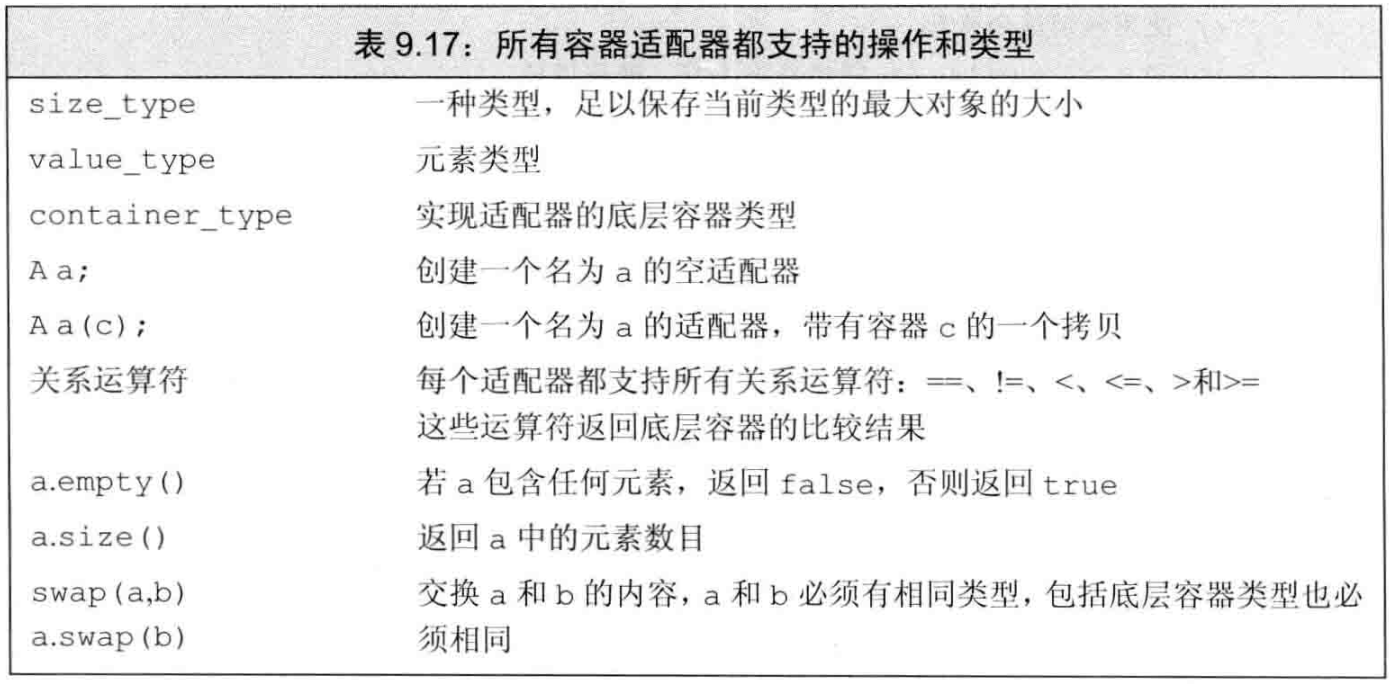 表 9.17：所有容器适配器都支持的操作和类型
size_type 一种类型，足以保存当前类型的最大对象的大小
value_type 元素类型
container_type 实现适配器的底层容器类型
A a; 创建一个名为 a 的空适配器
A a(c); 创建一个名为 a 的适配器，带有容器 c 的一个拷贝
关系运算符 每个适配器都支持所有关系运算符：==、!=、<、<=、>和>=
这些运算符返回底层容器的比较结果
a.empty() 若 a 包含任何元素，返回 false，否则返回 true
a.size() 返回 a 中的元素数目
swap(a,b) 交换 a 和 b 的内容，a 和 b 必须有相同类型，包括底层容器类型也必
a.swap(b) 须相同